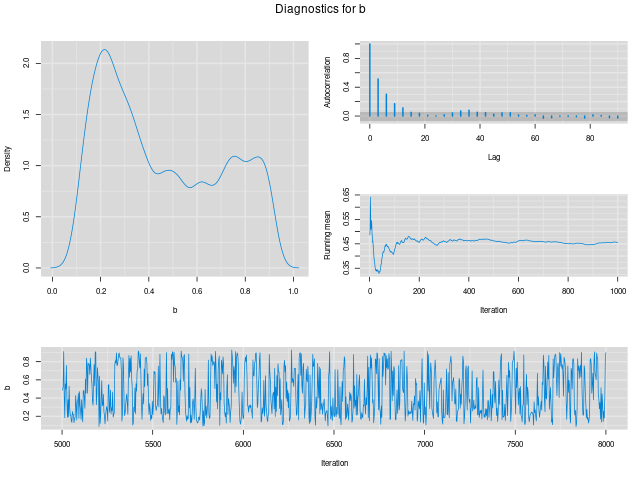 Diagnostics for b
Density
0.0 0.5 1.0 1.5 2.0
0.0 0.2 0.4 0.6 0.8 1.0
b
Autocorrelation
0.0 0.4 0.8
0 20 40 60 80
Lag
Running mean
0.35 0.45 0.55 0.65
0 200 400 600 800 1000
Iteration
b
0.2 0.4 0.6 0.8
5000 5500 6000 6500 7000 7500 8000
Iteration